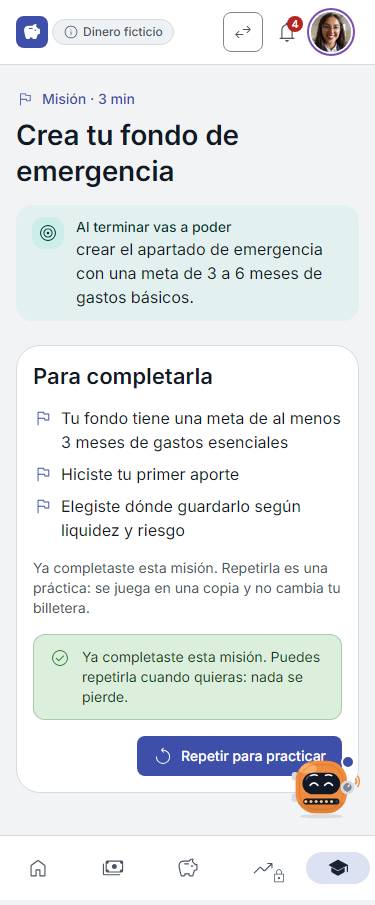 Dinero ficticio
4
Misión · 3 min
Crea tu fondo de
emergencia
Al terminar vas a poder
crear el apartado de emergencia
con una meta de 3 a 6 meses de
gastos básicos.
Para completarla
Tu fondo tiene una meta de al menos
3 meses de gastos esenciales
Hiciste tu primer aporte
Elegiste dónde guardarlo según
liquidez y riesgo
Ya completaste esta misión. Repetirla es una
práctica: se juega en una copia y no cambia tu
billetera.
Ya completaste esta misión. Puedes
repetirla cuando quieras: nada se
pierde.
Repetir para practicar